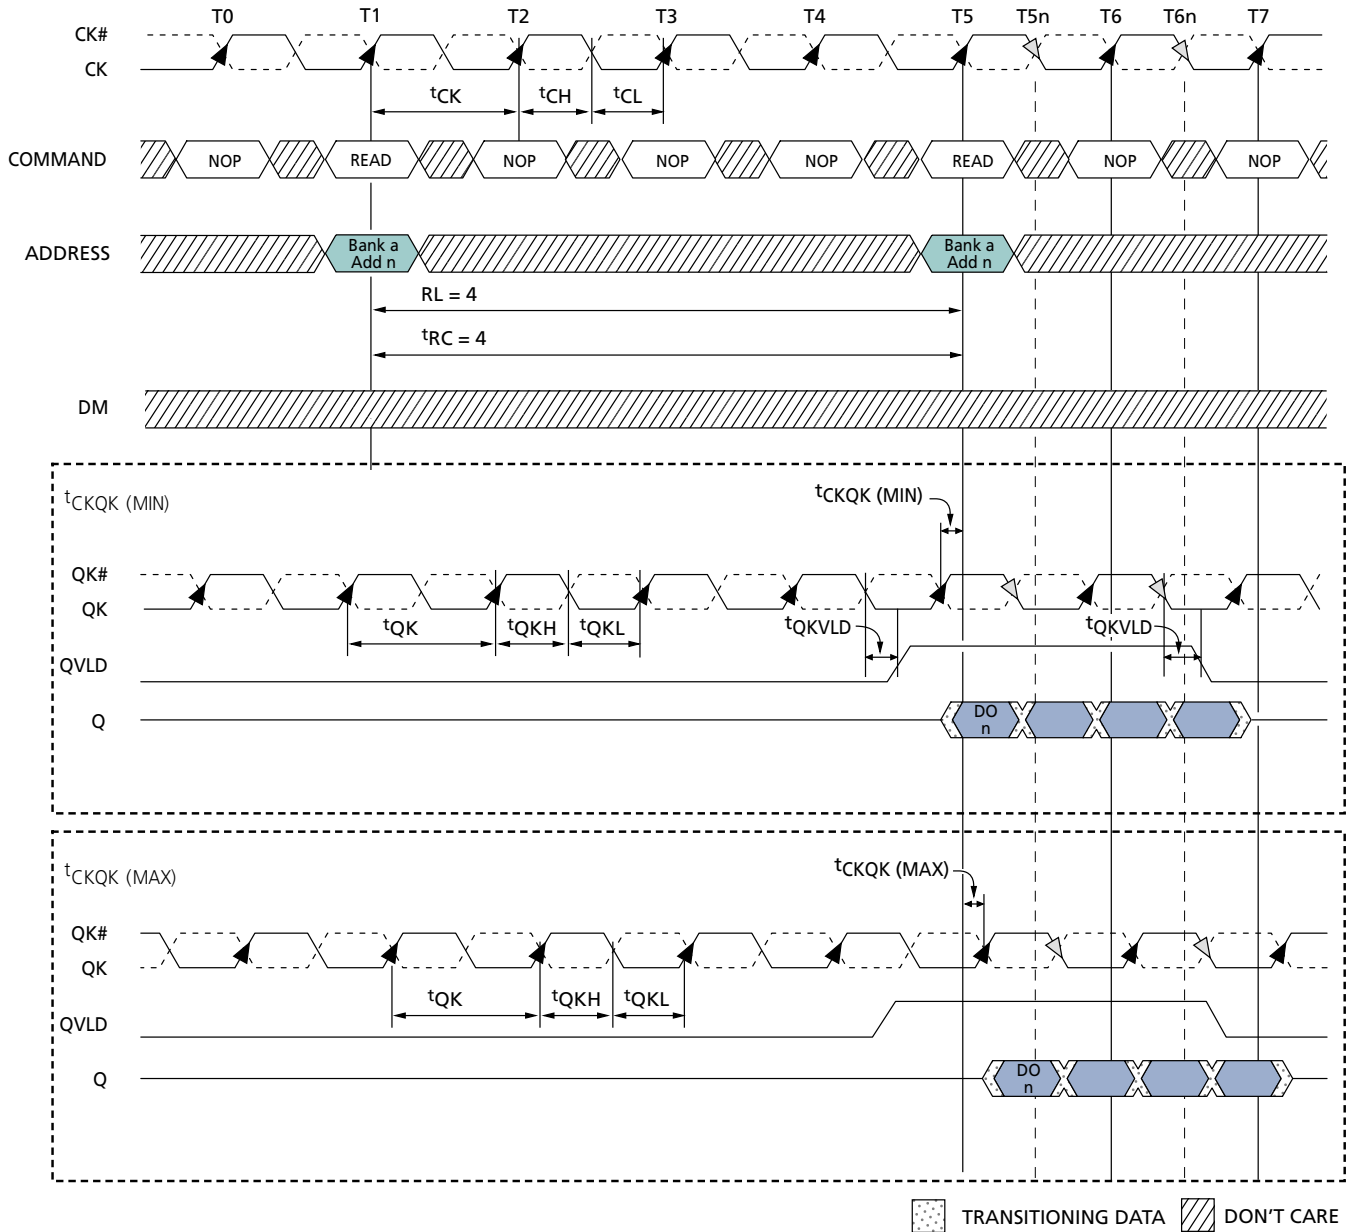 T0 T1 T2 T3 T4 T5 T5n T6 T6n T7
CK#
CK
tCK tCH tCL
COMMAND NOP READ NOP NOP NOP READ NOP NOP
ADDRESS Bank a Add n Bank a Add n
RL = 4
tRC = 4
DM
tCKQK (MIN) tCKQK (MIN)
QK#
QK
tQK tQKH tQKL tQKVLD tQKVLD
QVLD
Q DO n
tCKQK (MAX) tCKQK (MAX)
QK#
QK
tQK tQKH tQKL
QVLD
Q DO n
TRANSITIONING DATA DON'T CARE